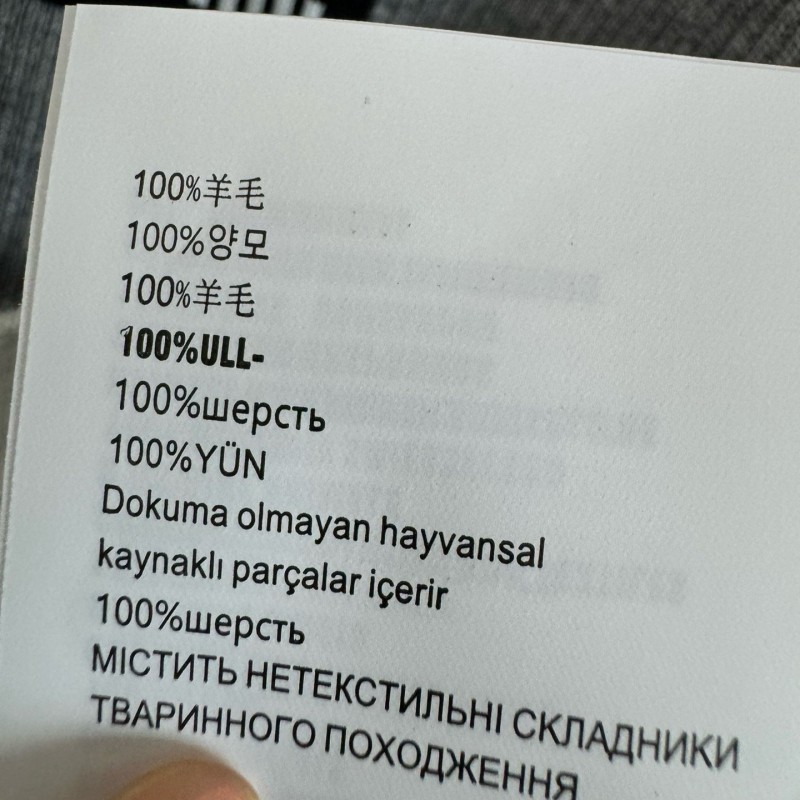 100%羊毛
100%양모
100%羊毛
100%ULL-
100%шерсть
100%YÜN
Dokuma olmayan hayvansal
kaynaklı parçalar içerir
100%шерсть
МІСТИТЬ НЕТЕКСТИЛЬНІ СКЛАДНИКИ
ТВАРИННОГО ПОХОДЖЕННЯ